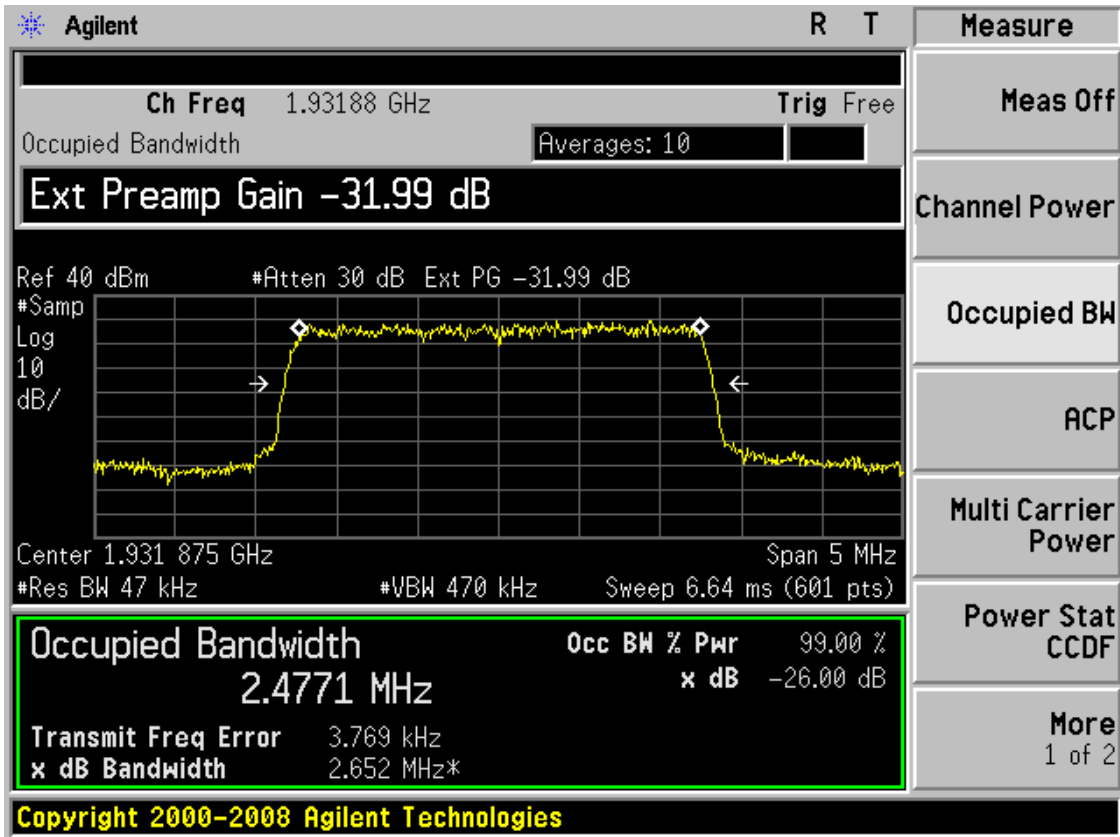 Agilent R T Measure
Ch Freq 1.93188 GHz Trig Free
Occupied Bandwidth Averages: 10
Ext Preamp Gain -31.99 dB
Ref 40 dBm #Atten 30 dB Ext PG -31.99 dB
#Samp
Log
10
dB/
Center 1.931 875 GHz Span 5 MHz
#Res BW 47 kHz #VBW 470 kHz Sweep 6.64 ms (601 pts)
Occupied Bandwidth Occ BW % Pwr 99.00 %
2.4771 MHz x dB -26.00 dB
Transmit Freq Error 3.769 kHz
x dB Bandwidth 2.652 MHz*
Meas Off
Channel Power
Occupied BW
ACP
Multi Carrier
Power
Power Stat
CCDF
More
1 of 2
Copyright 2000-2008 Agilent Technologies